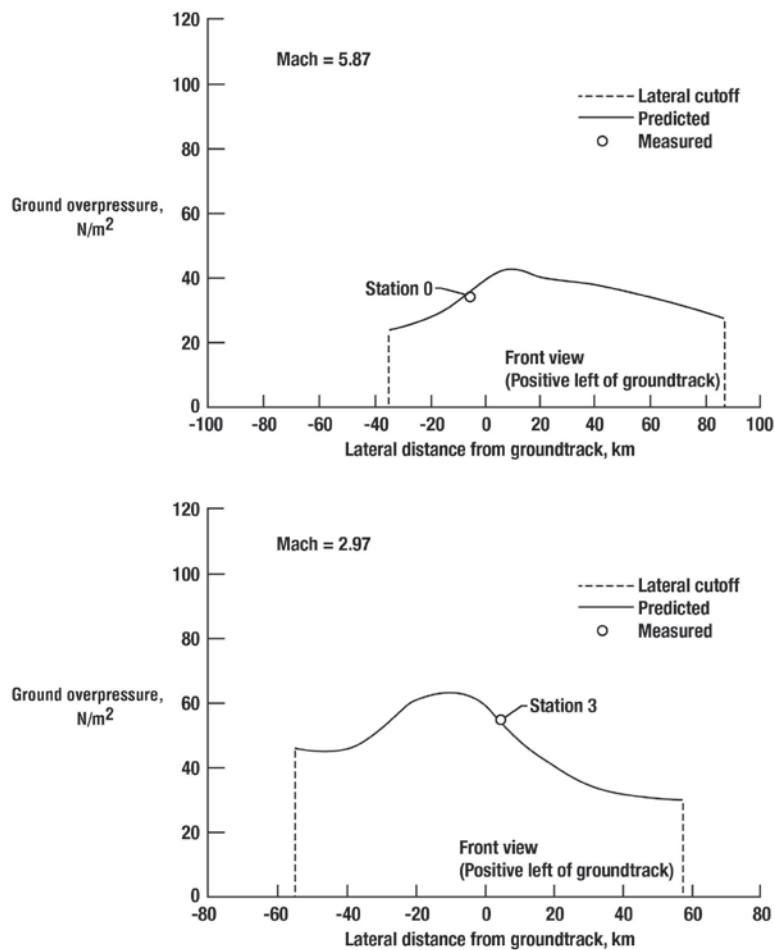 120
Mach = 5.87
100
Lateral cutoff
Predicted
80
Measured
Ground overpressure,
N/m2
60
40
Station 0
20
Front view
(Positive left of groundtrack)
0
-100 -80 -60 -40 -20 0 20 40 60 80 100
Lateral distance from groundtrack, km
120
Mach = 2.97
100
Lateral cutoff
Predicted
80
Measured
Ground overpressure,
N/m2
60
Station 3
40
20
Front view
(Positive left of groundtrack)
0
-80 -60 -40 -20 0 20 40 60 80
Lateral distance from groundtrack, km